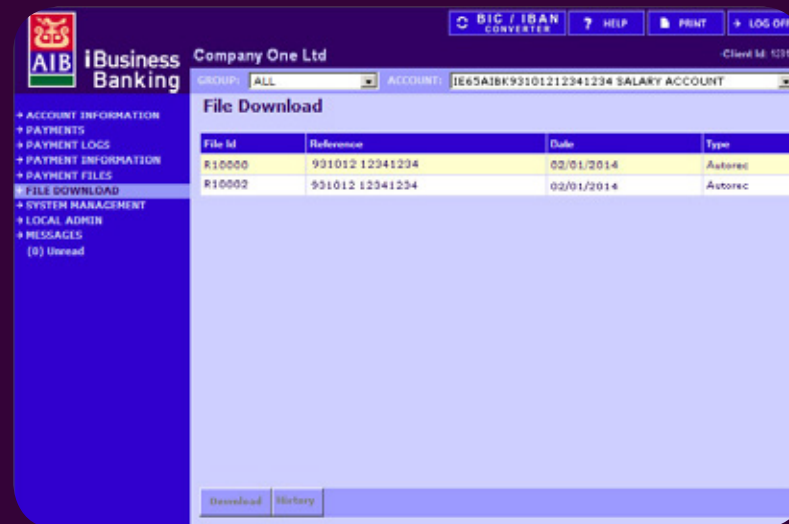 BIC / IBAN CONVERTER ? HELP PRINT → LOG OFF
AIB iBusiness Banking
Company One Ltd -Client Id: 1231
GROUP: ALL ACCOUNT: IE65AIBK93101212341234 SALARY ACCOUNT
File Download
→ ACCOUNT INFORMATION
→ PAYMENTS
→ PAYMENT LOGS
→ PAYMENT INFORMATION
→ PAYMENT FILES
→ FILE DOWNLOAD
→ SYSTEM MANAGEMENT
→ LOCAL ADMIN
→ MESSAGES
(0) Unread
File Id Reference Date Type
R10000 931012 12341234 02/01/2014 Autorec
R10002 931012 12341234 02/01/2014 Autorec
Download History